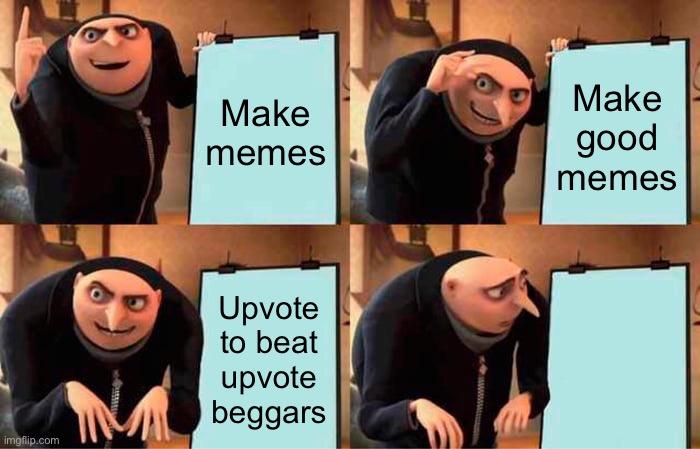 Make
memes
Make
good
memes
Upvote
to beat
upvote
beggars
imgflip.com